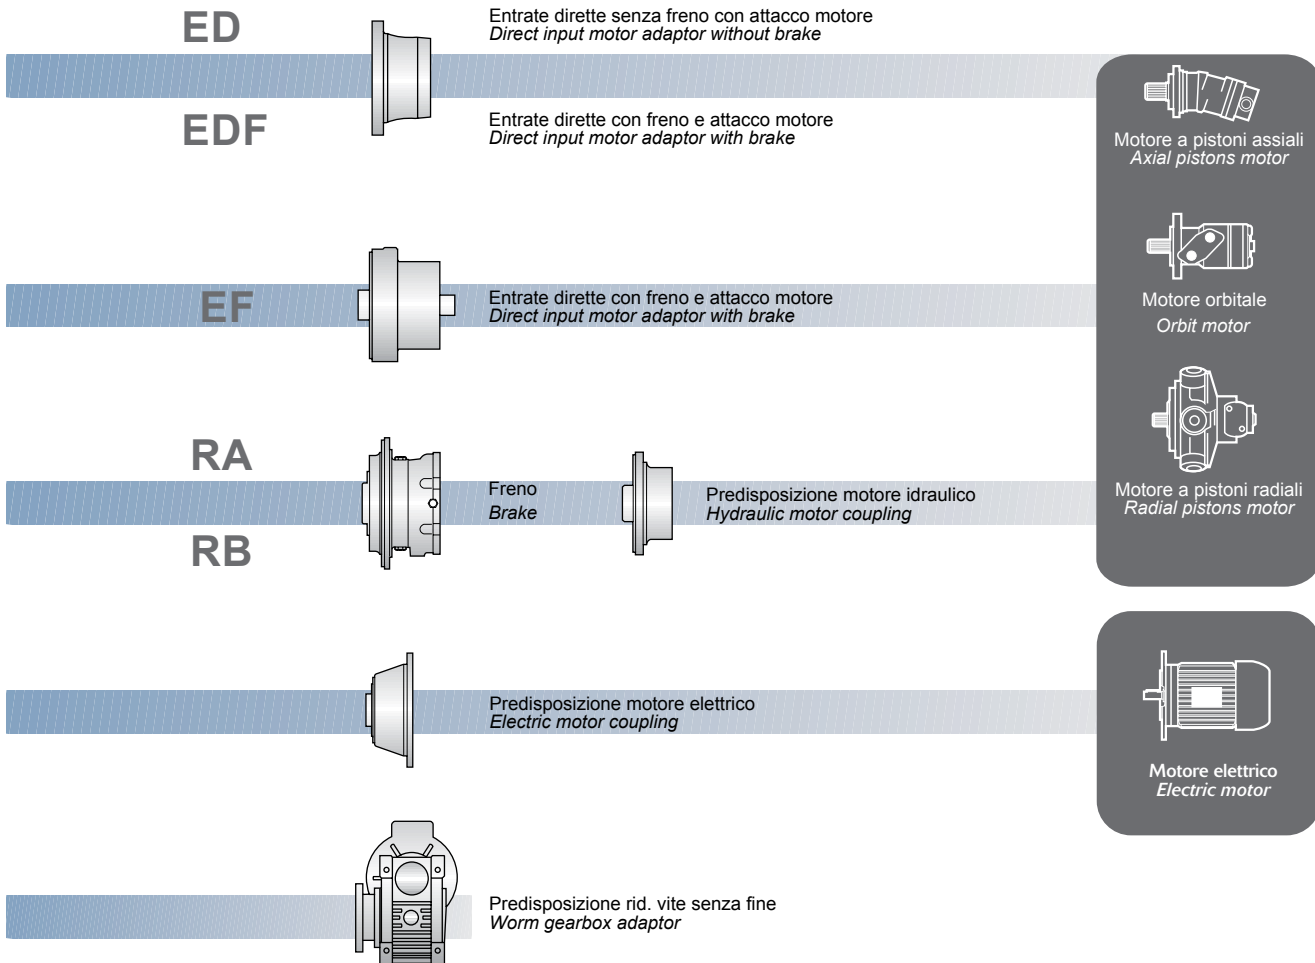 ED
Entrate dirette senza freno con attacco motore
Direct input motor adaptor without brake
EDF
Entrate dirette con freno e attacco motore
Direct input motor adaptor with brake
Motore a pistoni assiali
Axial pistons motor
EF
Entrate dirette con freno e attacco motore
Direct input motor adaptor with brake
Motore orbitale
Orbit motor
RA
RB
Freno
Brake
Predisposizione motore idraulico
Hydraulic motor coupling
Motore a pistoni radiali
Radial pistons motor
Predisposizione motore elettrico
Electric motor coupling
Motore elettrico
Electric motor
Predisposizione rid. vite senza fine
Worm gearbox adaptor